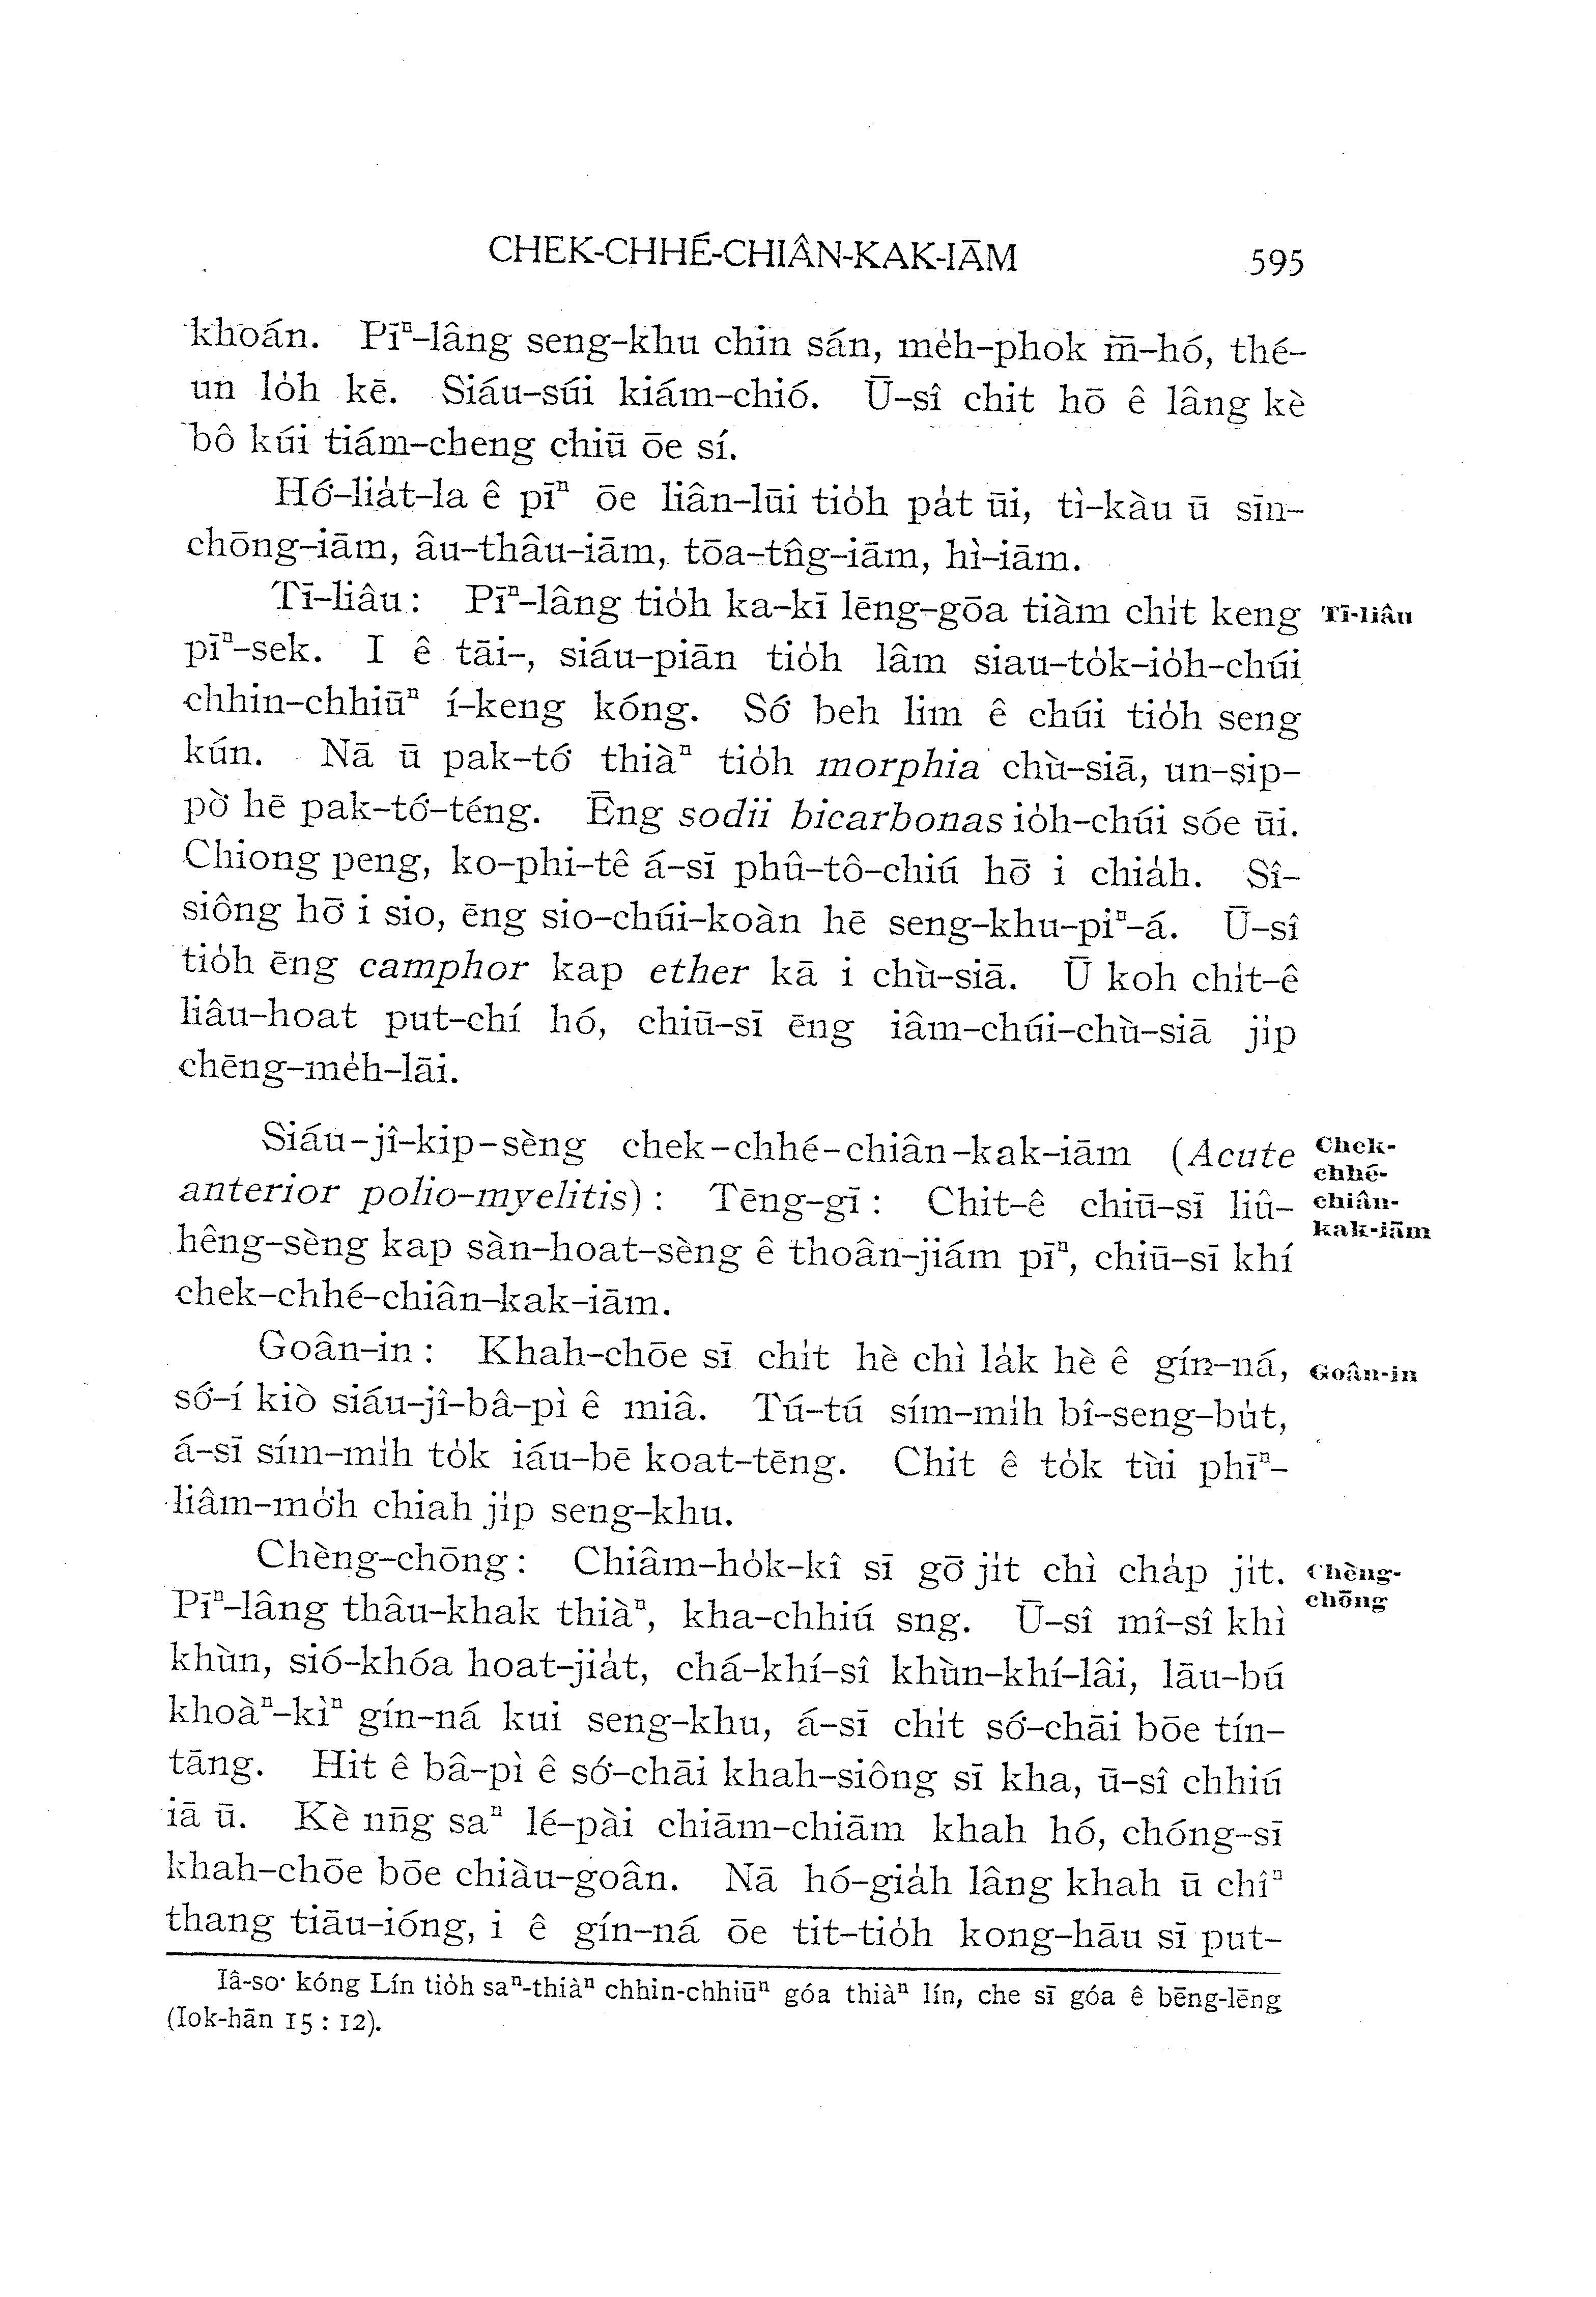 CHEK-CHHÉ-CHIÂN-KAK-IĀM 595
khoán. Pīⁿ-lâng seng-khu chin sán, me̍h-phok m̄-hó, thé-
un lo̍h kē. Siáu-súi kiám-chió. Ū-sî chit hō ê lâng kè
bô kúi tiám-cheng chiū ōe sí.
Hó͘-lia̍t-la ê pīⁿ ōe liân-lūi tio̍h pa̍t ūi, tì-kàu ū sīn-
chōng-iām, âu-thâu-iām, tōa-tn̂g-iām, hì-iām.
Tī-liâu: Pīⁿ-lâng tio̍h ka-kī lēng-gōa tiàm chi̍t keng
Tī-liâu
pīⁿ-sek. I ê tāi-, siáu-piān tio̍h lâm siau-to̍k-io̍h-chúi
chhin-chhiūⁿ í-keng kóng. Só͘ beh lim ê chúi tio̍h seng
kún. Nā ū pak-tó͘ thiàⁿ tio̍h morphia chù-siā, un-sip-
pò͘ hē pak-tó͘-téng. Ēng sodii bicarbonas io̍h-chúi sóe ūi.
Chiong peng, ko-phi-tê á-sī phû-tô-chiú hō͘ i chia̍h. Sî-
siông hō͘ i sio, ēng sio-chúi-koàn hē seng-khu-piⁿ-á. Ū-sî
tio̍h ēng camphor kap ether kā i chù-siā. Ū koh chi̍t-ê
liâu-hoat put-chí hó, chiū-sī ēng iâm-chúi-chù-siā ji̍p
chēng-me̍h-lāi.
Siáu-jî-kip-sèng chek-chhé-chiân-kak-iām (Acute
Chek-
chhé-
chiân-
kak-iām
anterior polio-myelitis): Tēng-gī: Chit-ê chiū-sī liû-
hêng-sèng kap sàn-hoat-sèng ê thoân-jiám pīⁿ, chiū-sī khí
chek-chhé-chiân-kak-iām.
Goân-in: Khah-chōe sī chi̍t hè chì la̍k hè ê gín-ná,
Goân-in
só͘-í kiò siáu-jî-bâ-pì ê miâ. Tú-tú sím-mih bî-seng-bu̍t,
á-sī sím-mi̍h to̍k iáu-bē koat-tēng. Chit ê to̍k tùi phīⁿ-
liâm-mo̍͘h chiah ji̍p seng-khu.
Chèng-chōng: Chiâm-ho̍k-kî sī gō͘ ji̍t chì cha̍p ji̍t.
Chèng-
chōng
Pīⁿ-lâng thâu-khak thiàⁿ, kha-chhiú sng. Ū-sî mî-sî khì
khùn, sió-khóa hoat-jia̍t, chá-khí-sî khùn-khí-lâi, lāu-bú
khoàⁿ-kìⁿ gín-ná kui seng-khu, á-sī chi̍t só͘-chāi bōe tín-
tāng. Hit ê bâ-pì ê só͘-chāi khah-siông sī kha, ū-sî chhiú
iā ū. Kè nn̄g saⁿ lé-pài chiām-chiām khah hó, chóng-sī
khah-chōe bōe chiàu-goân. Nā hó-gia̍h lâng khah ū chîⁿ
thang tiāu-ióng, i ê gín-ná ōe tit-tio̍h kong-hāu sī put-
Iâ-so͘ kóng Lín tio̍h saⁿ-thiàⁿ chhin-chhiūⁿ góa thiàⁿ lín, che sī góa ê bēng-lēng
(Iok-hān 15 : 12).